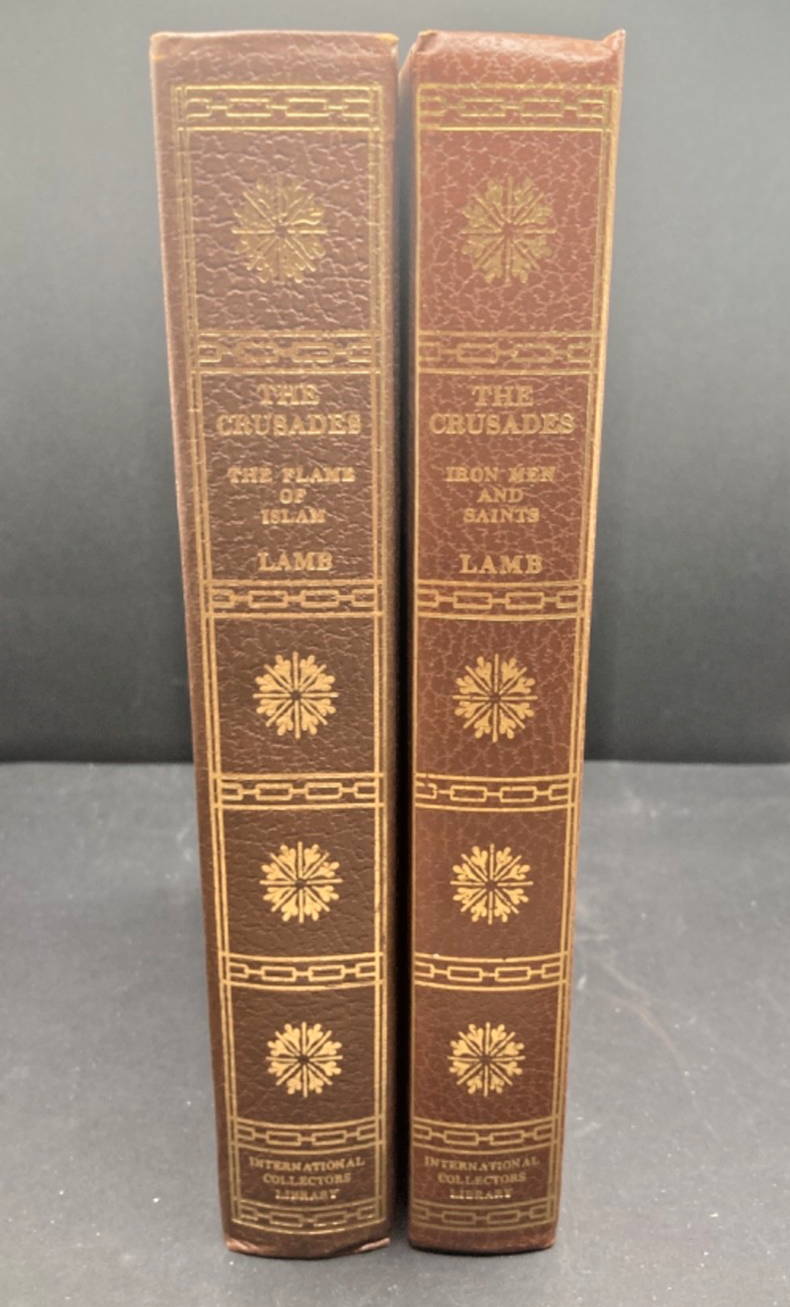 THE
CRUSADES
THE FLAME
OF
ISLAM
LAMB
INTERNATIONAL
COLLECTORS
LIBRARY
THE
CRUSADES
IRON MEN
AND
SAINTS
LAMB
INTERNATIONAL
COLLECTORS
LIBRARY